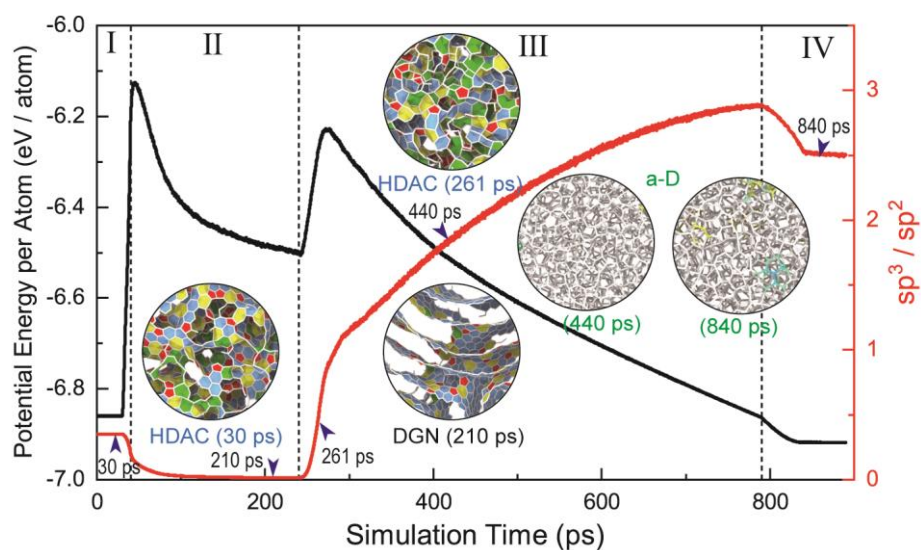 I
II
III
IV
-6.0
-6.2
-6.4
-6.6
-6.8
-7.0
Potential Energy per Atom (eV / atom)
HDAC (261 ps)
440 ps
840 ps
a-D
(440 ps)
(840 ps)
HDAC (30 ps)
DGN (210 ps)
30 ps
210 ps
261 ps
3
2
1
0
sp³ / sp²
0
200
400
600
800
Simulation Time (ps)